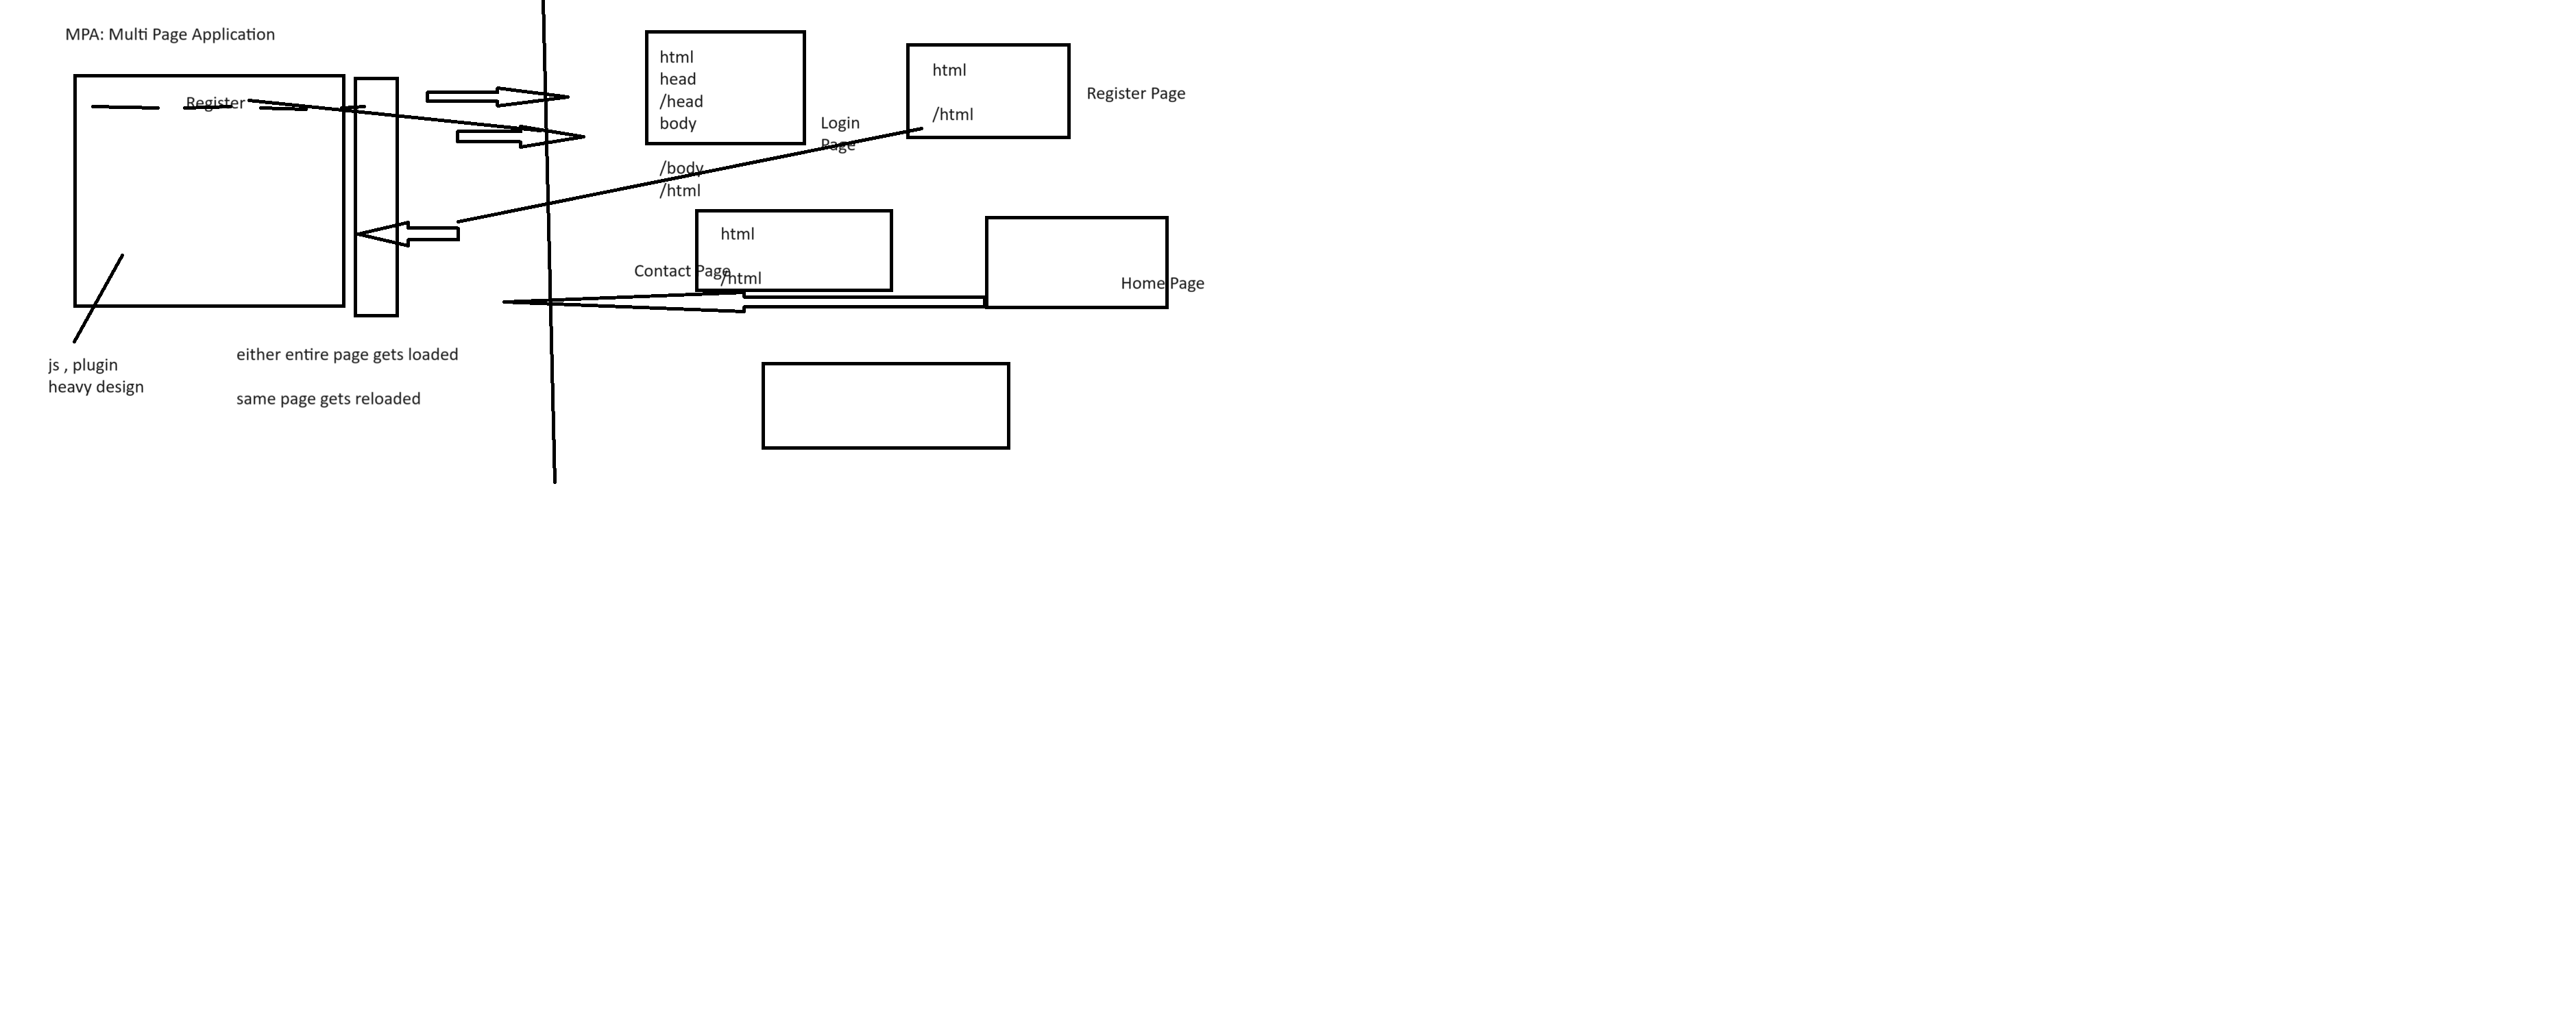 MPA: Multi Page Application
Register
js , plugin
heavy design
either entire page gets loaded
same page gets reloaded
html
head
/head
body
/body
/html
Login
Page
html
/html
Register Page
html
/html
Contact Page
Home Page